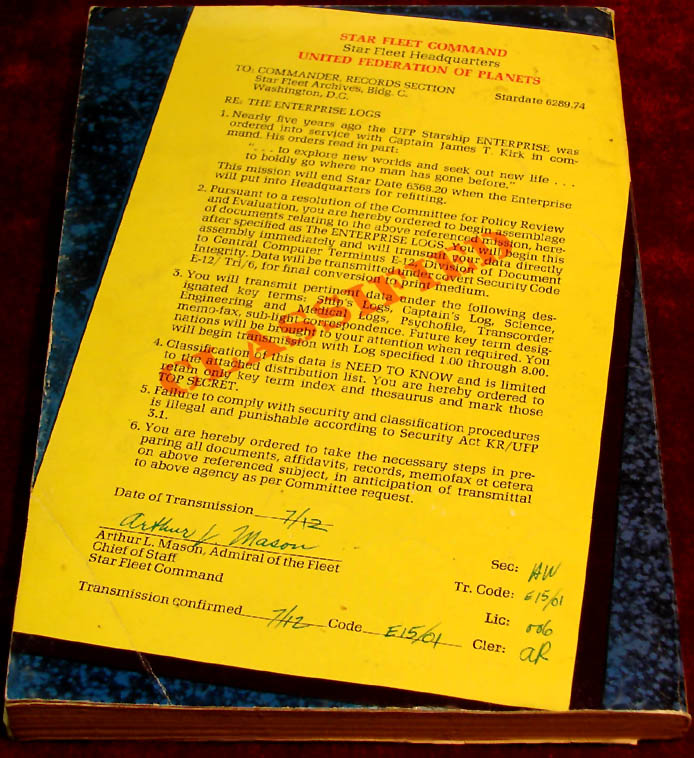 STAR FLEET COMMAND
Star Fleet Headquarters
UNITED FEDERATION OF PLANETS
TO: COMMANDER, RECORDS SECTION
Star Fleet Archives, Bldg. C.
Washington, D.C.
Stardate 6289.74
RE: THE ENTERPRISE LOGS
1. Nearly five years ago the UFP Starship ENTERPRISE was
ordered into service with Captain James T. Kirk in com-
mand. His orders read in part:
"... to explore new worlds and seek out new life ...
to boldly go where no man has gone before."
This mission will end Star Date 6368.20 when the Enterprise
will put into Headquarters for refitting.
2. Pursuant to a resolution of the Committee for Policy Review
and Evaluation, you are hereby ordered to begin assemblage
of documents relating to the above referenced mission, here-
after specified as The ENTERPRISE LOGS. You will begin this
assembly immediately and will transmit your data directly
to Central Computer Terminus E-12, Division of Document
Integrity. Data will be transmitted under covert Security Code
E-12/Tri/6, for final conversion to print medium.
3. You will transmit pertinent data under the following des-
ignated key terms: Ship's Logs, Captain's Log, Science,
Engineering and Medical Logs, Psychofile, Transcorder
memo-fax, sub-light correspondence. Future key term desig-
nations will be brought to your attention when required. You
will begin transmission with Log specified 1.00 through 8.00.
4. Classification of this data is NEED TO KNOW and is limited
to the attached distribution list. You are hereby ordered to
retain only key term index and thesaurus and mark those
TOP SECRET.
5. Failure to comply with security and classification procedures
is illegal and punishable according to Security Act KR/UFP
3.1.
6. You are hereby ordered to take the necessary steps in pre-
paring all documents, affidavits, records, memofax et cetera
on above referenced subject, in anticipation of transmittal
to above agency as per Committee request.
CLASSIFIED
Date of Transmission 7/12
Arthur L. Mason
Arthur L. Mason, Admiral of the Fleet
Chief of Staff
Star Fleet Command
Transmission confirmed 7/12 Code E15/01
Sec: AW
Tr. Code: E15/01
Lic: 006
Cler: AR